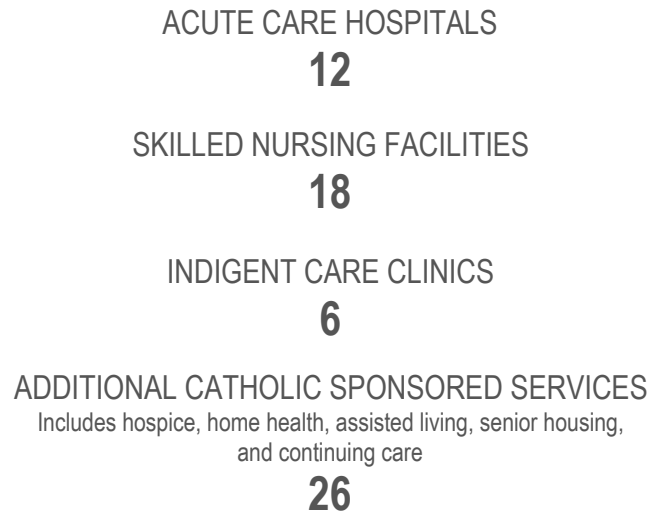 ACUTE CARE HOSPITALS
12
SKILLED NURSING FACILITIES
18
INDIGENT CARE CLINICS
6
ADDITIONAL CATHOLIC SPONSORED SERVICES
Includes hospice, home health, assisted living, senior housing,
and continuing care
26